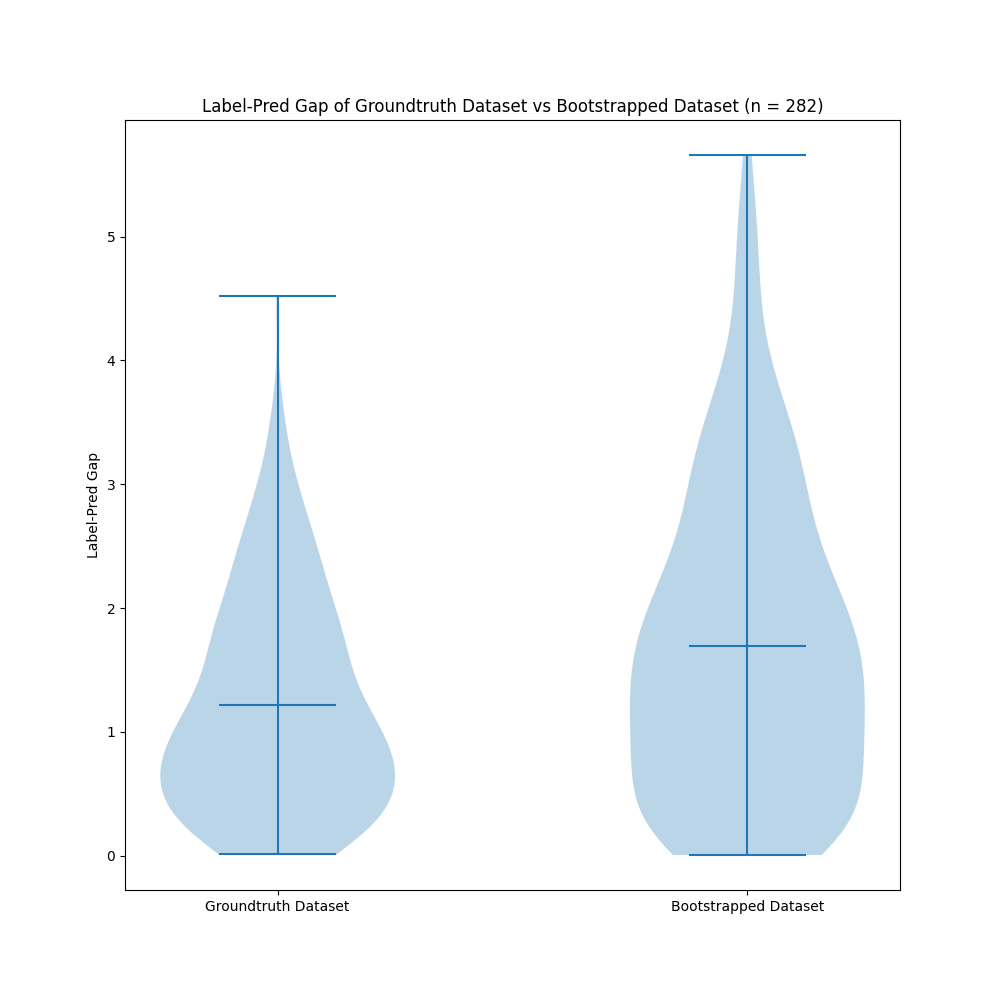 Label-Pred Gap of Groundtruth Dataset vs Bootstrapped Dataset (n = 282)
5
4
3
2
1
0
Label-Pred Gap
Groundtruth Dataset
Bootstrapped Dataset